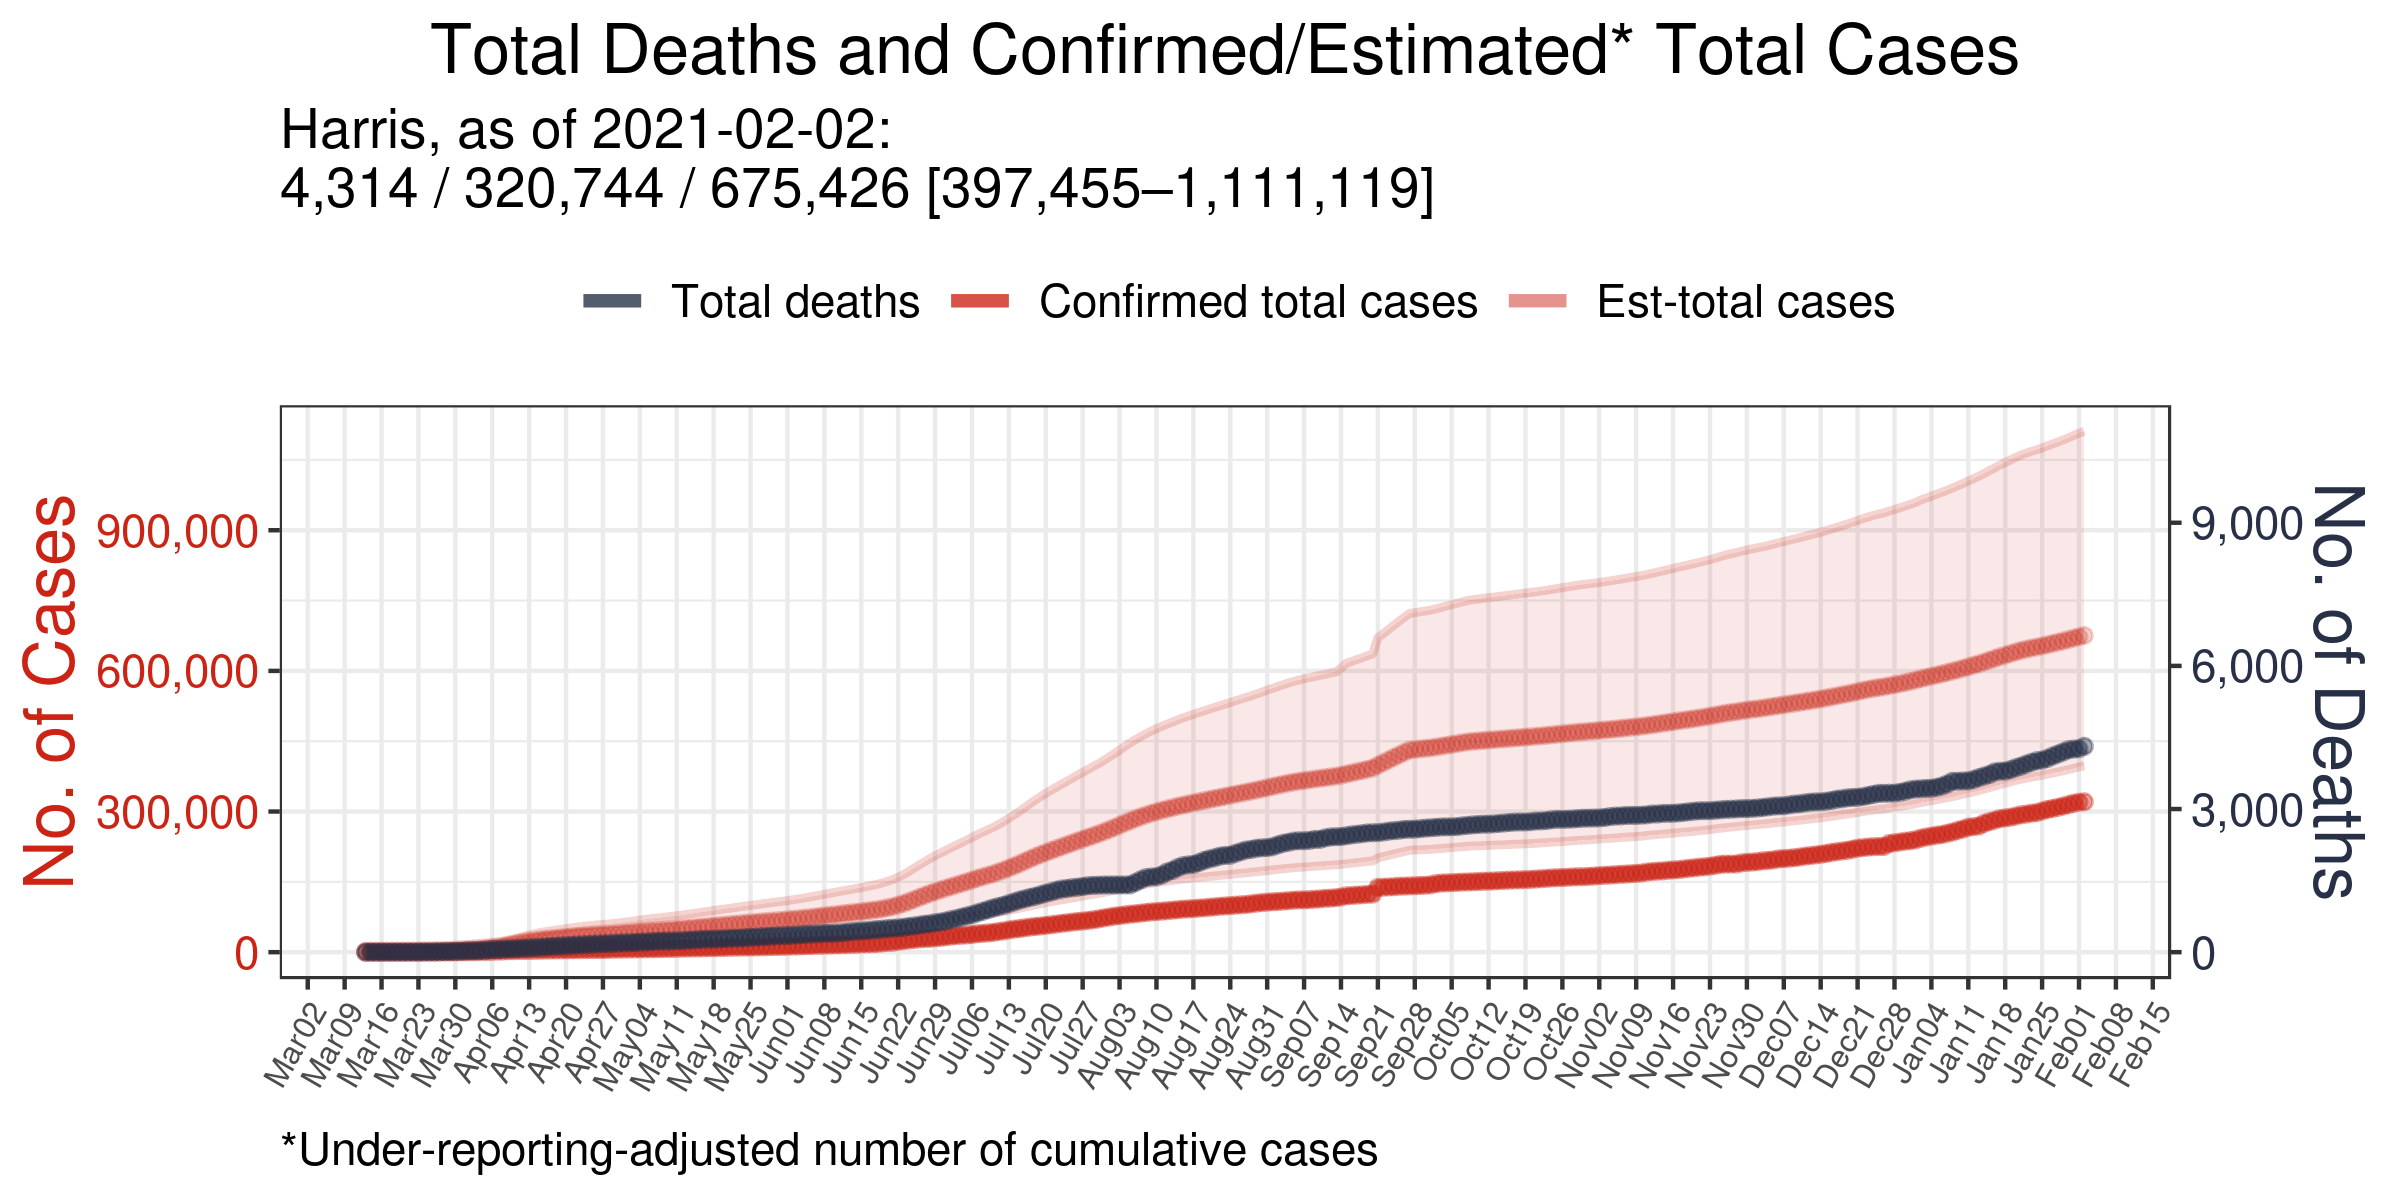 Total Deaths and Confirmed/Estimated* Total Cases
Harris, as of 2021-02-02:
4,314 / 320,744 / 675,426 [397,455–1,111,119]
Total deaths
Confirmed total cases
Est-total cases
No. of Cases
900,000
600,000
300,000
0
9,000
6,000
3,000
0
No. of Deaths
Mar02
Mar09
Mar16
Mar23
Mar30
Apr06
Apr13
Apr20
Apr27
May04
May11
May18
May25
Jun01
Jun08
Jun15
Jun22
Jun29
Jul06
Jul13
Jul20
Jul27
Aug03
Aug10
Aug17
Aug24
Aug31
Sep07
Sep14
Sep21
Sep28
Oct05
Oct12
Oct19
Oct26
Nov02
Nov09
Nov16
Nov23
Nov30
Dec07
Dec14
Dec21
Dec28
Jan04
Jan11
Jan18
Jan25
Feb01
Feb08
Feb15
*Under-reporting-adjusted number of cumulative cases